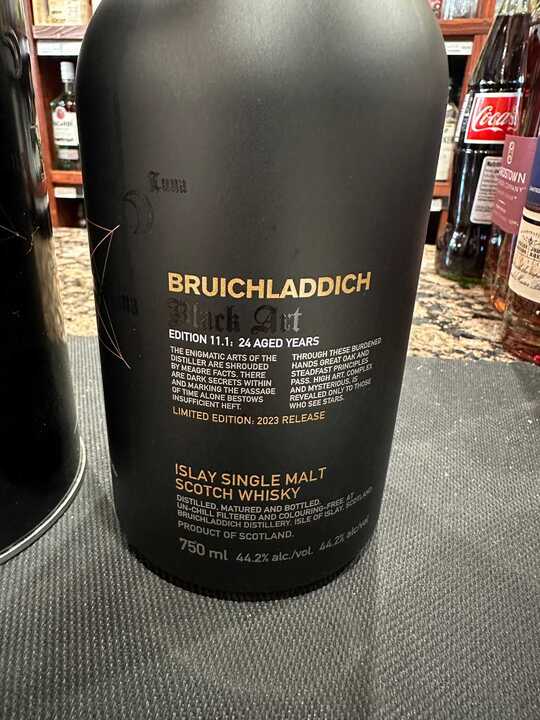 Luna
BRUICHLADDICH
Black Art
EDITION 11.1: 24 AGED YEARS
THE ENIGMATIC ARTS OF THE
DISTILLER ARE SHROUDED
BY MEAGRE FACTS. THERE
ARE DARK SECRETS WITHIN
AND MARKING THE PASSAGE
OF TIME ALONE BESTOWS
INSUFFICIENT HEFT.
THROUGH THESE BURDENED
HANDS GREAT OAK AND
STEADFAST PRINCIPLES
PASS. HIGH ART, COMPLEX
AND MYSTERIOUS, IS
REVEALED ONLY TO THOSE
WHO SEE STARS.
LIMITED EDITION: 2023 RELEASE
ISLAY SINGLE MALT
SCOTCH WHISKY
DISTILLED, MATURED AND BOTTLED,
UN-CHILL FILTERED AND COLOURING-FREE, AT
BRUICHLADDICH DISTILLERY, ISLE OF ISLAY, SCOTLAND
PRODUCT OF SCOTLAND.
750 ml 44.2% alc./vol. 44.2% alc/vol
BACARDI
Coca